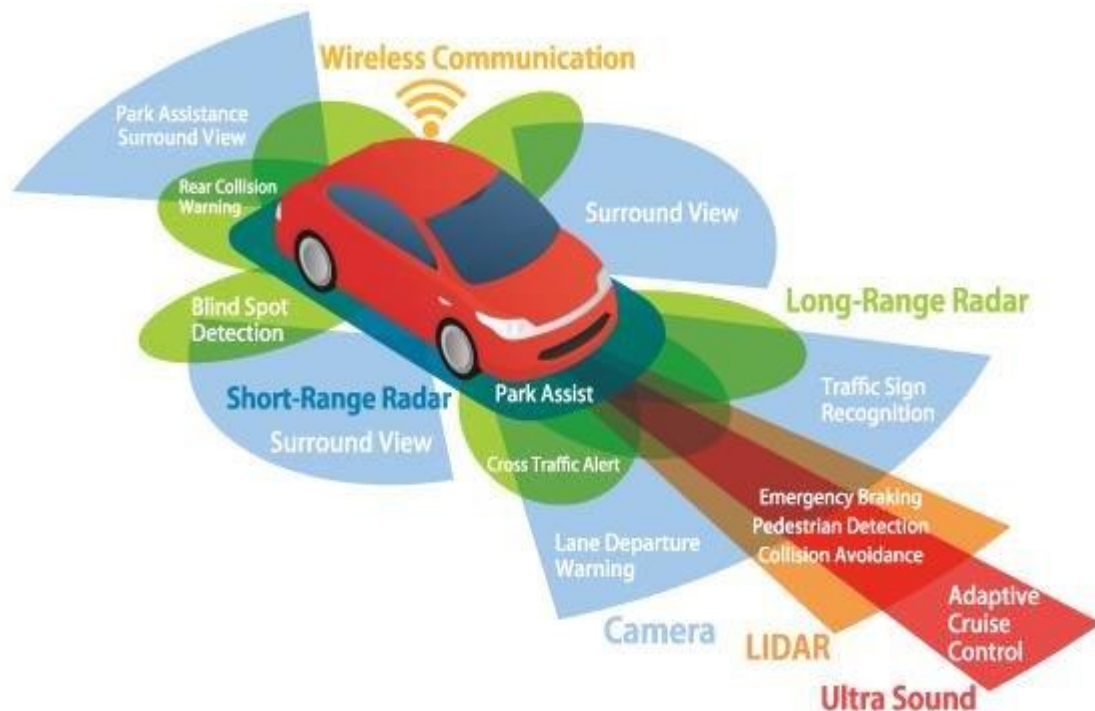 Wireless Communication
Park Assistance
Surround View
Rear Collision
Warning
Surround View
Long-Range Radar
Blind Spot
Detection
Short-Range Radar
Park Assist
Traffic Sign
Recognition
Surround View
Cross Traffic Alert
Emergency Braking
Pedestrian Detection
Collision Avoidance
Lane Departure
Warning
Adaptive
Cruise
Control
Camera
LIDAR
Ultra Sound